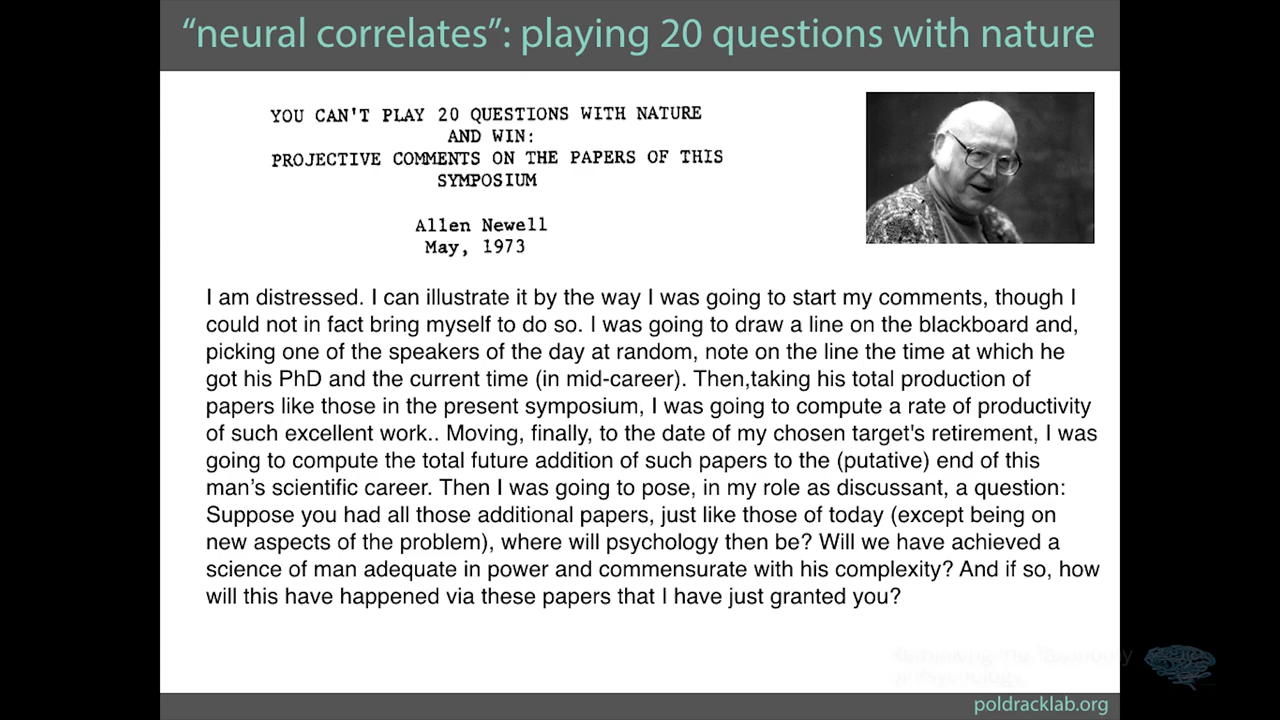 “neural correlates”: playing 20 questions with nature
YOU CAN'T PLAY 20 QUESTIONS WITH NATURE
AND WIN:
PROJECTIVE COMMENTS ON THE PAPERS OF THIS
SYMPOSIUM
Allen Newell
May, 1973
I am distressed. I can illustrate it by the way I was going to start my comments, though I
could not in fact bring myself to do so. I was going to draw a line on the blackboard and,
picking one of the speakers of the day at random, note on the line the time at which he
got his PhD and the current time (in mid-career). Then,taking his total production of
papers like those in the present symposium, I was going to compute a rate of productivity
of such excellent work.. Moving, finally, to the date of my chosen target's retirement, I was
going to compute the total future addition of such papers to the (putative) end of this
man’s scientific career. Then I was going to pose, in my role as discussant, a question:
Suppose you had all those additional papers, just like those of today (except being on
new aspects of the problem), where will psychology then be? Will we have achieved a
science of man adequate in power and commensurate with his complexity? And if so, how
will this have happened via these papers that I have just granted you?
poldracklab.org